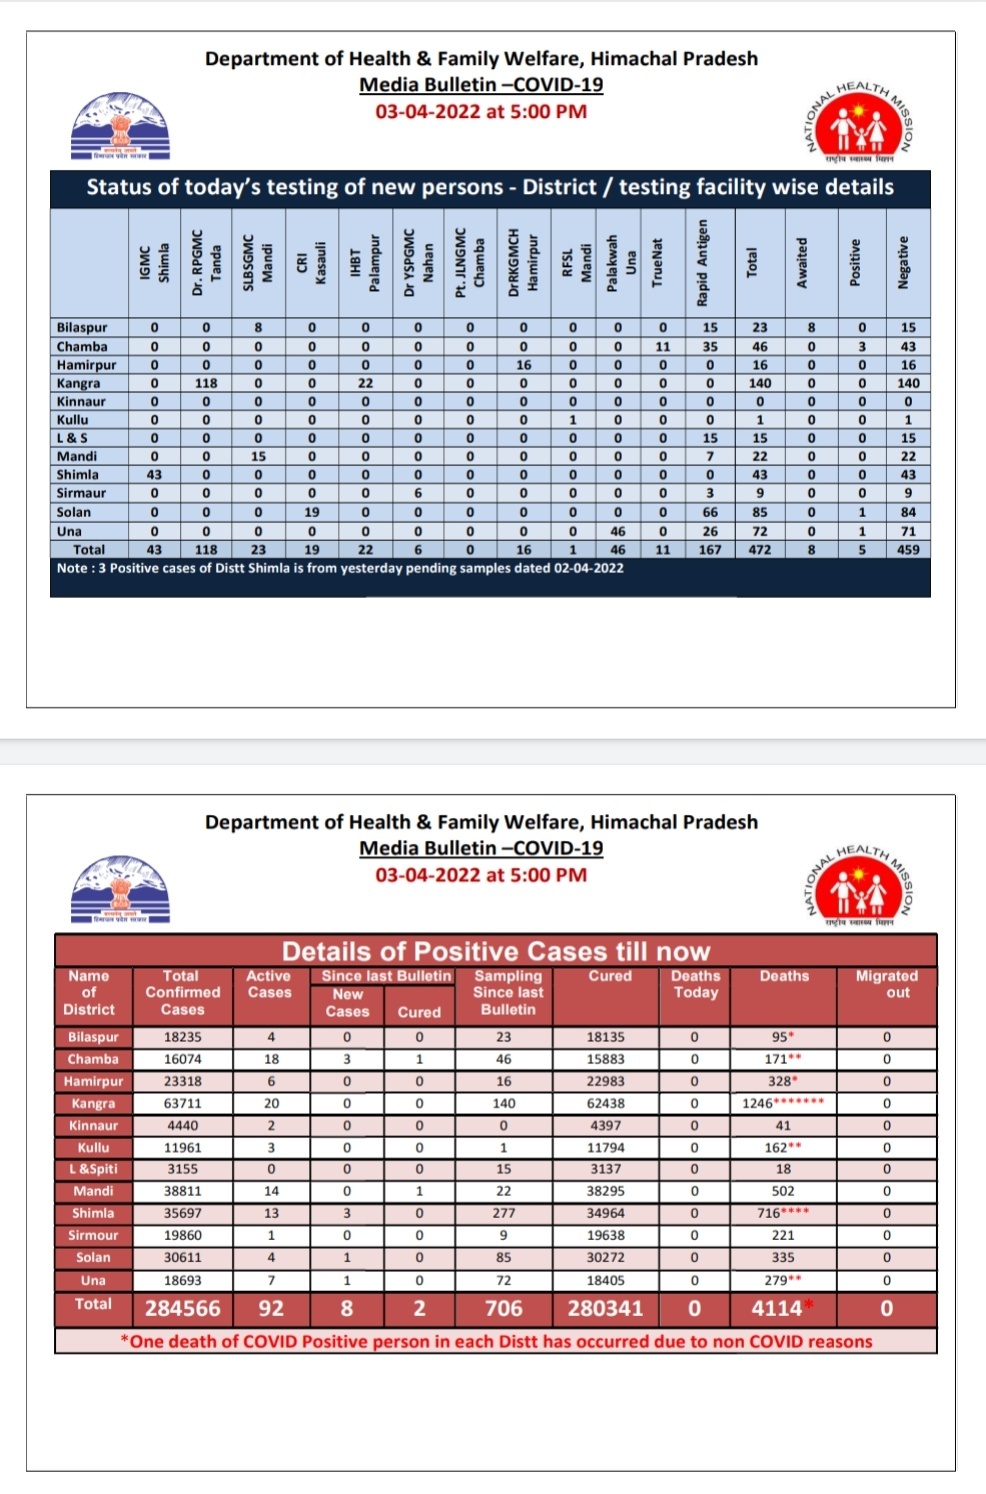 Department of Health & Family Welfare, Himachal Pradesh
Media Bulletin –COVID-19
03-04-2022 at 5:00 PM
NATIONAL HEALTH MISSION
राष्ट्रीय स्वास्थ्य मिशन
हिमाचल प्रदेश सरकार
Status of today's testing of new persons - District / testing facility wise details
IGMC Shimla Dr. RPGMC Tanda SLBSGMC Mandi CRI Kasauli IHBT Palampur Dr YSPGMC Nahan Pt. JLNGMC Chamba DrRKGMCH Hamirpur RFSL Mandi Palakwah Una TrueNat Rapid Antigen Total Awaited Positive Negative
Bilaspur 0 0 8 0 0 0 0 0 0 0 0 15 23 8 0 15
Chamba 0 0 0 0 0 0 0 0 0 0 11 35 46 0 3 43
Hamirpur 0 0 0 0 0 0 0 16 0 0 0 0 16 0 0 16
Kangra 0 118 0 0 22 0 0 0 0 0 0 0 140 0 0 140
Kinnaur 0 0 0 0 0 0 0 0 0 0 0 0 0 0 0 0
Kullu 0 0 0 0 0 0 0 0 1 0 0 0 1 0 0 1
L & S 0 0 0 0 0 0 0 0 0 0 0 15 15 0 0 15
Mandi 0 0 15 0 0 0 0 0 0 0 0 7 22 0 0 22
Shimla 43 0 0 0 0 0 0 0 0 0 0 0 43 0 0 43
Sirmaur 0 0 0 0 0 6 0 0 0 0 0 3 9 0 0 9
Solan 0 0 0 19 0 0 0 0 0 0 0 66 85 0 1 84
Una 0 0 0 0 0 0 0 0 0 46 0 26 72 0 1 71
Total 43 118 23 19 22 6 0 16 1 46 11 167 472 8 5 459
Note : 3 Positive cases of Distt Shimla is from yesterday pending samples dated 02-04-2022
Department of Health & Family Welfare, Himachal Pradesh
Media Bulletin –COVID-19
03-04-2022 at 5:00 PM
NATIONAL HEALTH MISSION
राष्ट्रीय स्वास्थ्य मिशन
हिमाचल प्रदेश सरकार
Details of Positive Cases till now
Name of District Total Confirmed Cases Active Cases Since last Bulletin New Cases Cured Sampling Since last Bulletin Cured Deaths Today Deaths Migrated out
Bilaspur 18235 4 0 0 23 18135 0 95* 0
Chamba 16074 18 3 1 46 15883 0 171** 0
Hamirpur 23318 6 0 0 16 22983 0 328* 0
Kangra 63711 20 0 0 140 62438 0 1246******* 0
Kinnaur 4440 2 0 0 0 4397 0 41 0
Kullu 11961 3 0 0 1 11794 0 162** 0
L &Spiti 3155 0 0 0 15 3137 0 18 0
Mandi 38811 14 0 1 22 38295 0 502 0
Shimla 35697 13 3 0 277 34964 0 716**** 0
Sirmour 19860 1 0 0 9 19638 0 221 0
Solan 30611 4 1 0 85 30272 0 335 0
Una 18693 7 1 0 72 18405 0 279** 0
Total 284566 92 8 2 706 280341 0 4114* 0
*One death of COVID Positive person in each Distt has occurred due to non COVID reasons